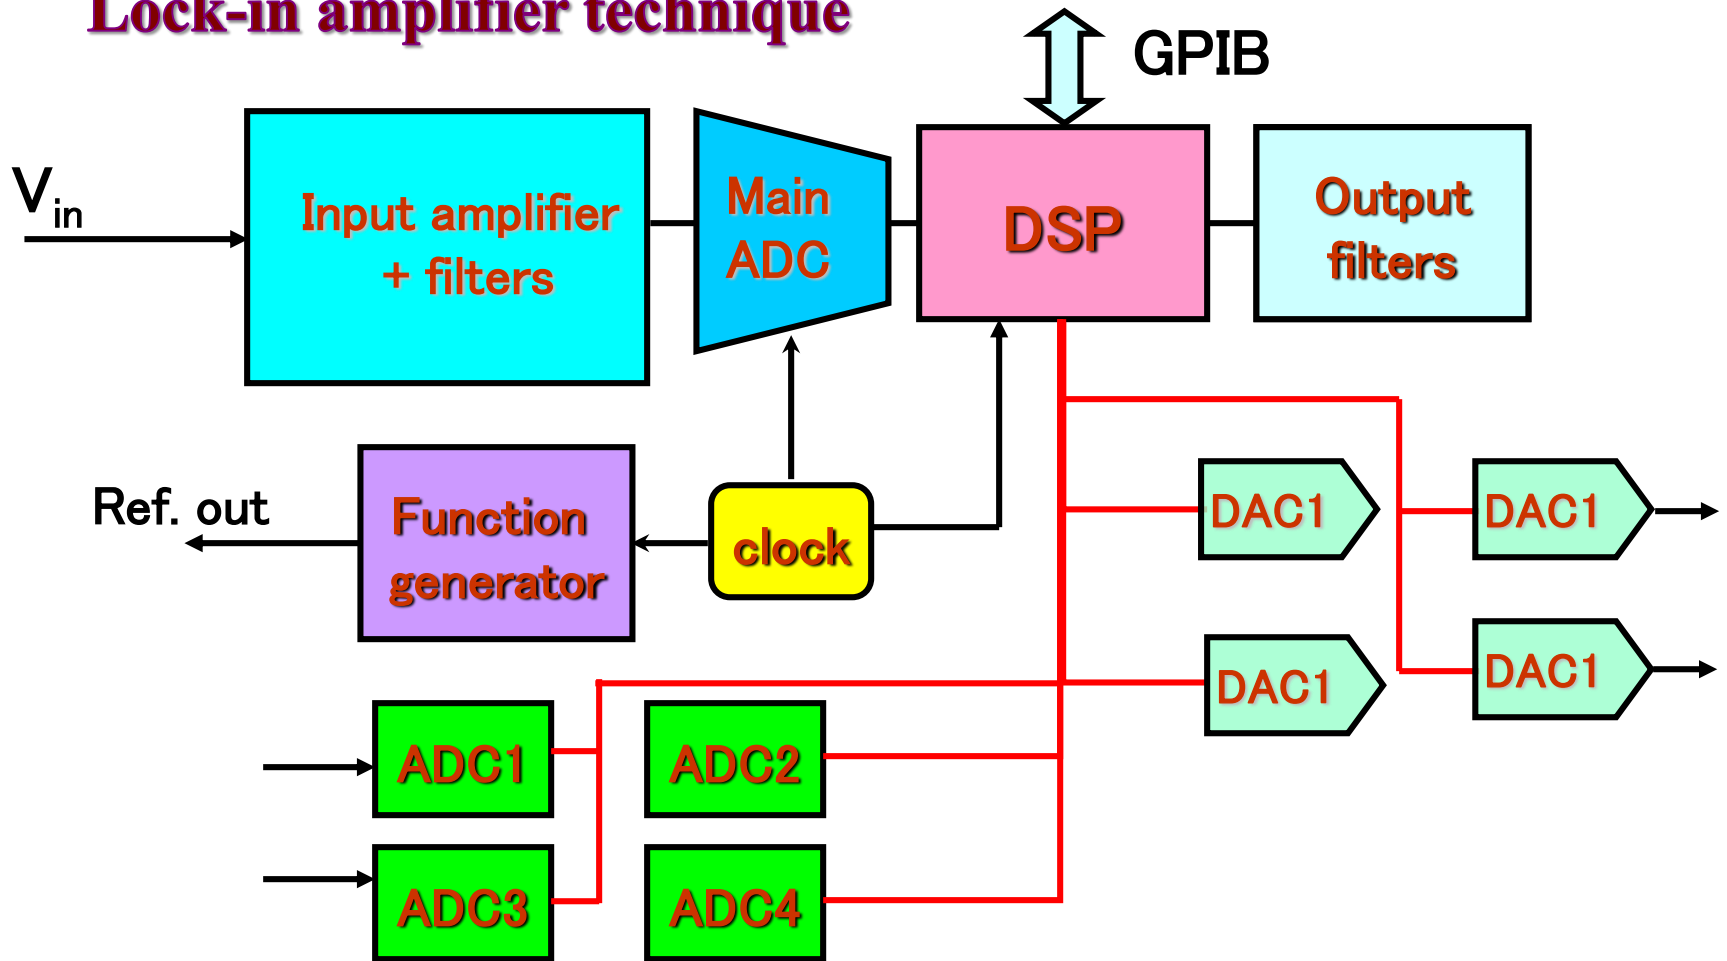 Lock-in amplifier technique
GPIB
Vin
Input amplifier
+ filters
Main
ADC
DSP
Output
filters
Ref. out
Function
generator
clock
DAC1
DAC1
DAC1
DAC1
ADC1
ADC2
ADC3
ADC4